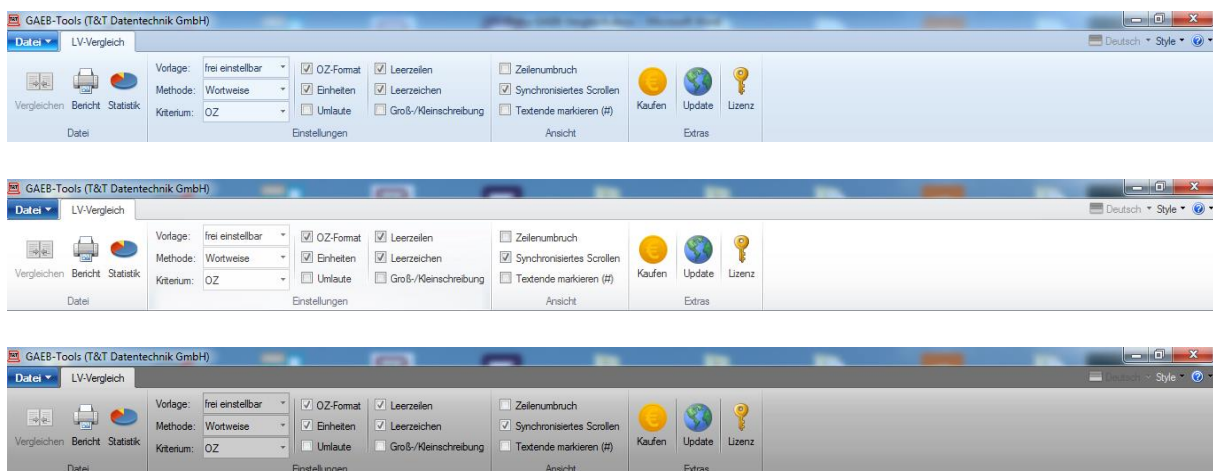 GAEB-Tools (T&T Datentechnik GmbH)
Datei LV-Vergleich Deutsch Style
Vorlage: frei einstellbar OZ-Format Leerzeilen Zeilenumbruch
Methode: Wortweise Einheiten Leerzeichen Synchronisiertes Scrollen
Vergleichen Bericht Statistik Kriterium: OZ Umlaute Groß-/Kleinschreibung Textende markieren (#) Kaufen Update Lizenz
Datei Einstellungen Ansicht Extras
GAEB-Tools (T&T Datentechnik GmbH)
Datei LV-Vergleich Deutsch Style
Vorlage: frei einstellbar OZ-Format Leerzeilen Zeilenumbruch
Methode: Wortweise Einheiten Leerzeichen Synchronisiertes Scrollen
Vergleichen Bericht Statistik Kriterium: OZ Umlaute Groß-/Kleinschreibung Textende markieren (#) Kaufen Update Lizenz
Datei Einstellungen Ansicht Extras
GAEB-Tools (T&T Datentechnik GmbH)
Datei LV-Vergleich Deutsch Style
Vorlage: frei einstellbar OZ-Format Leerzeilen Zeilenumbruch
Methode: Wortweise Einheiten Leerzeichen Synchronisiertes Scrollen
Vergleichen Bericht Statistik Kriterium: OZ Umlaute Groß-/Kleinschreibung Textende markieren (#) Kaufen Update Lizenz
Datei Einstellungen Ansicht Extras